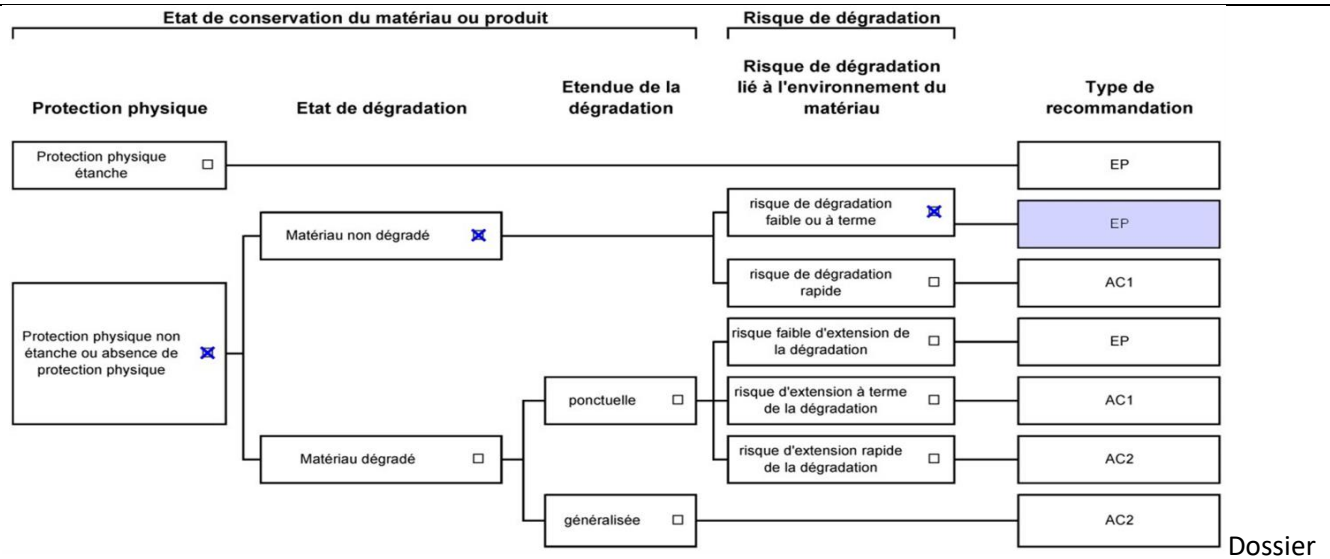 Etat de conservation du matériau ou produit
Risque de dégradation
Protection physique
Etat de dégradation
Etendue de la
dégradation
Risque de dégradation
lié à l'environnement du
matériau
Type de
recommandation
Protection physique
étanche
EP
risque de dégradation
faible ou à terme
EP
Matériau non dégradé
risque de dégradation
rapide
AC1
Protection physique non
étanche ou absence de
protection physique
risque faible d'extension de
la dégradation
EP
ponctuelle
risque d'extension à terme
de la dégradation
AC1
Matériau dégradé
risque d'extension rapide
de la dégradation
AC2
généralisée
AC2
Dossier